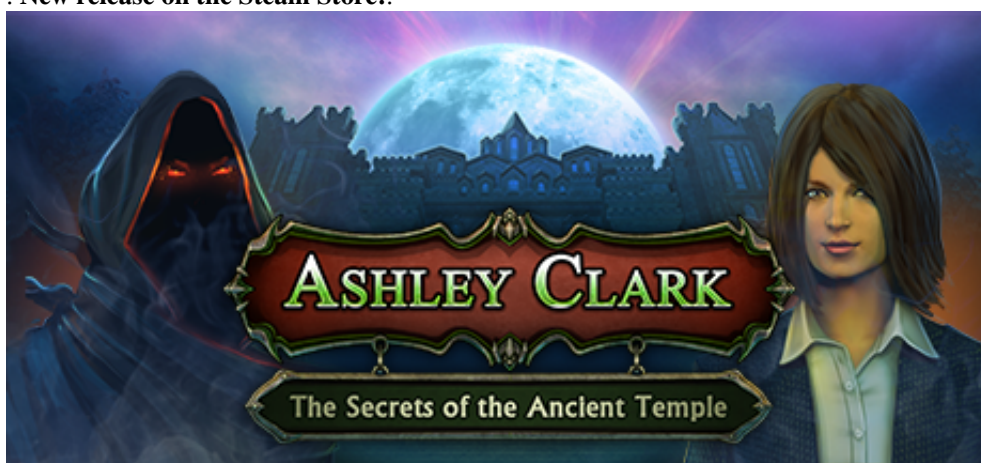 : New release on the Steam Store!:
ASHLEY CLARK
The Secrets of the Ancient Temple